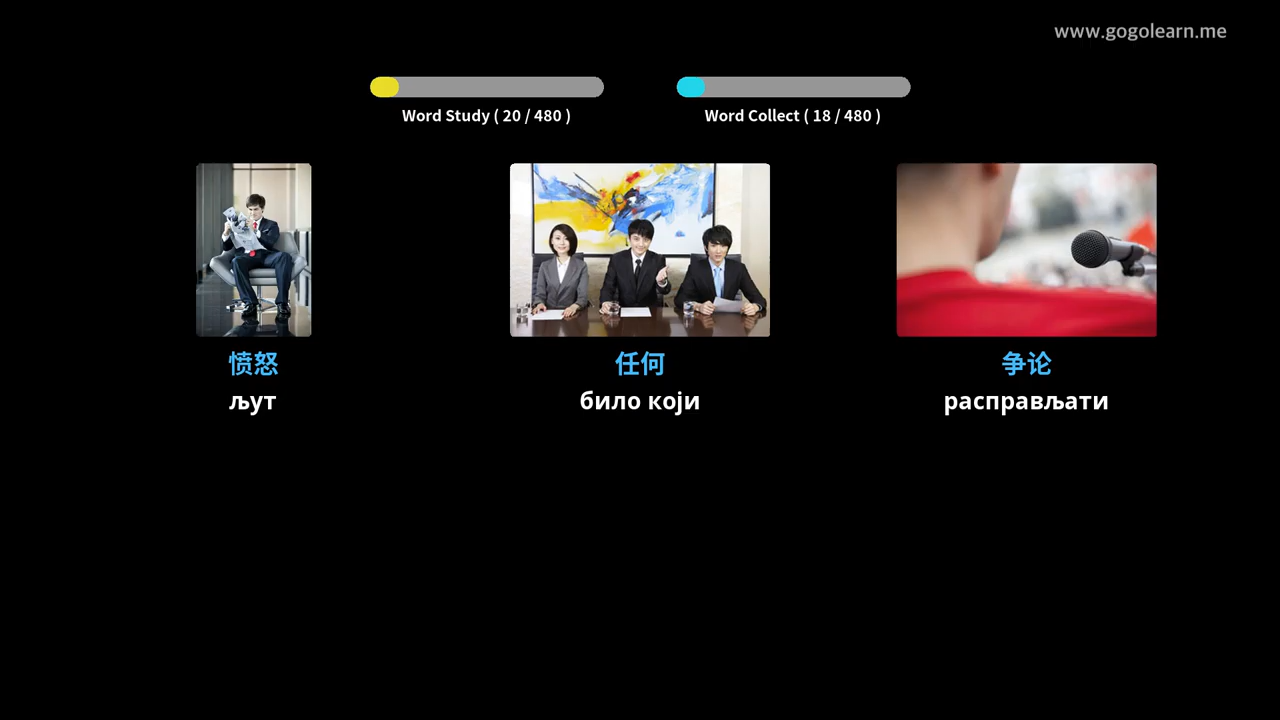 www.gogolearn.me
Word Study ( 20 / 480 )
Word Collect ( 18 / 480 )
愤怒
任何
争论
љут
било који
расправљати